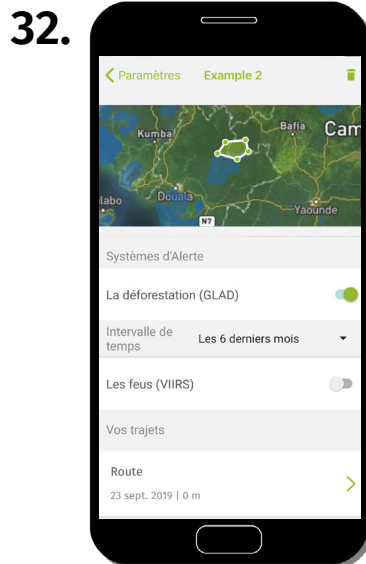 32.
Paramètres Example 2
Kumba Bafia Cam
labo Douala
N7 Yaounde
Systèmes d'Alerte
La déforestation (GLAD)
Intervalle de temps Les 6 derniers mois
Les feus (VIIRS)
Vos trajets
Route
23 sept. 2019 | 0 m